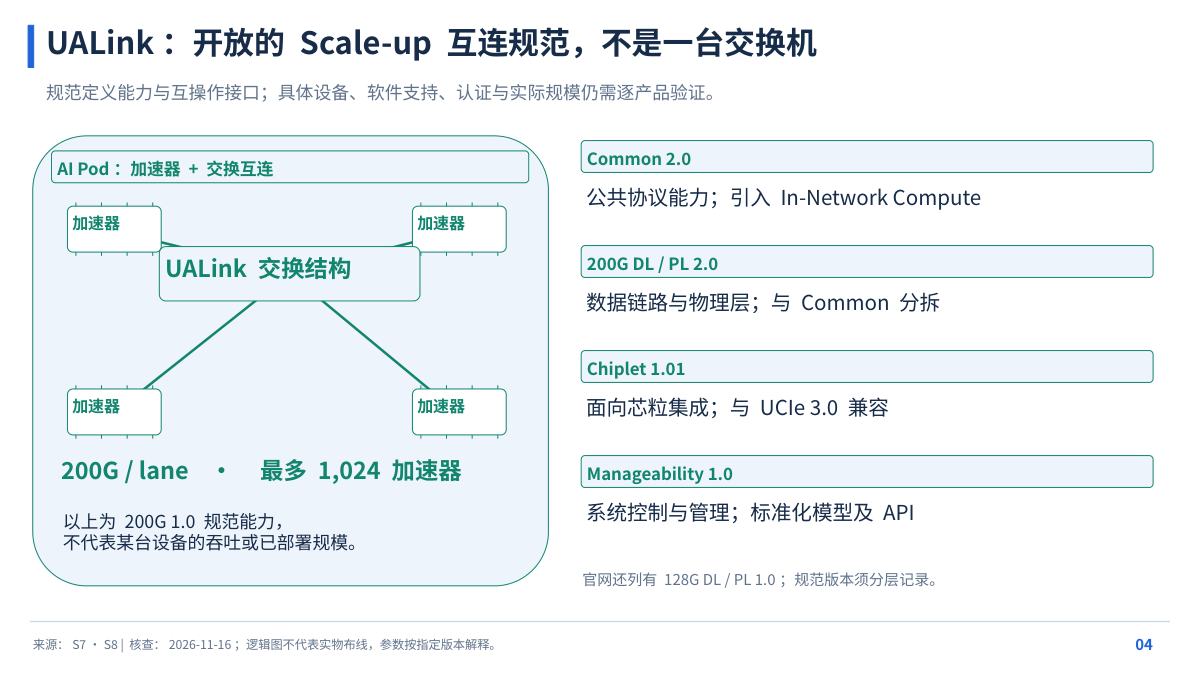 UALink：开放的 Scale-up 互连规范，不是一台交换机
规范定义能力与互操作接口；具体设备、软件支持、认证与实际规模仍需逐产品验证。
AI Pod：加速器 + 交换互连
加速器
加速器
UALink 交换结构
加速器
加速器
200G / lane · 最多 1,024 加速器
以上为 200G 1.0 规范能力，
不代表某台设备的吞吐或已部署规模。
Common 2.0
公共协议能力；引入 In-Network Compute
200G DL / PL 2.0
数据链路与物理层；与 Common 分拆
Chiplet 1.01
面向芯粒集成；与 UCIe 3.0 兼容
Manageability 1.0
系统控制与管理；标准化模型及 API
官网还列有 128G DL / PL 1.0；规范版本须分层记录。
来源： S7 · S8 | 核查： 2026-11-16；逻辑图不代表实物布线，参数按指定版本解释。
04